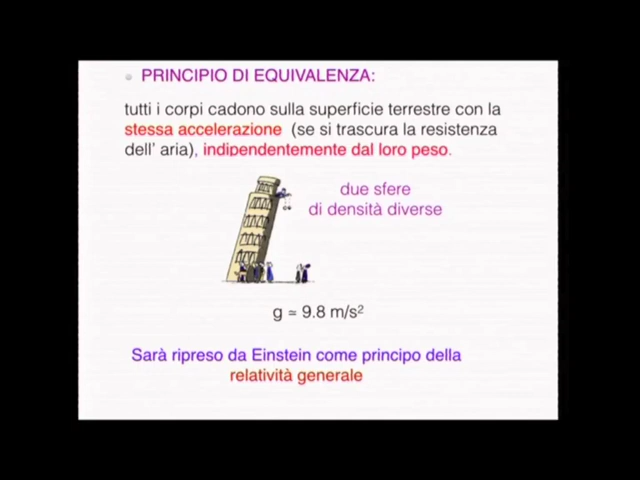 PRINCIPIO DI EQUIVALENZA:
tutti i corpi cadono sulla superficie terrestre con la
stessa accelerazione (se si trascura la resistenza
dell' aria), indipendentemente dal loro peso.
due sfere
di densità diverse
g ≃ 9.8 m/s²
Sarà ripreso da Einstein come principo della
relatività generale